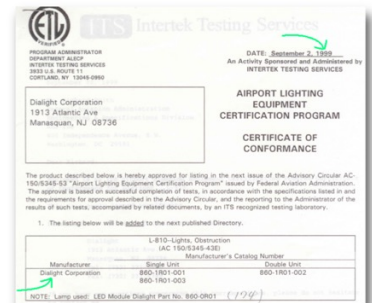 ETL
ITS Intertek Testing Services
PROGRAM ADMINISTRATOR
DEPARTMENT ALECP
INTERTEK TESTING SERVICES
3933 U.S. ROUTE 11
CORTLAND, NY 13045-0950
DATE: September 2, 1999
An Activity Sponsored and Administered by
INTERTEK TESTING SERVICES
Dialight Corporation
1913 Atlantic Ave
Manasquan, NJ 08736
AIRPORT LIGHTING
EQUIPMENT
CERTIFICATION PROGRAM
CERTIFICATE OF
CONFORMANCE
The product described below is hereby approved for listing in the next issue of the Advisory Circular AC-
150/5345-53 "Airport Lighting Equipment Certification Program" issued by Federal Aviation Administration.
The approval is based on successful completion of tests, in accordance with the specifications listed in and
the requirements for approval described in the Advisory Circular, and the reporting to the Administrator of the
results of such tests; accompanied by related documents, by an ITS recognized testing laboratory.
1. The listing below will be added to the next published Directory.
L-810--Lights, Obstruction
(AC 150/5345-43E)
Manufacturer's Catalog Number
Manufacturer Single Unit Double Unit
Dialight Corporation 860-1R01-001 860-1R01-002
860-1R01-003
NOTE: Lamp used: LED Module Dialight Part No. 860-0R01